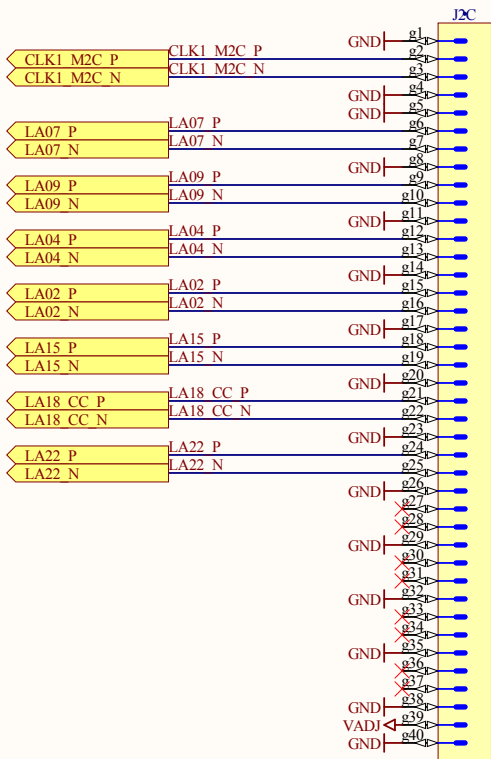 J2C
GND g1
CLK1_M2C_P CLK1_M2C_P g2
CLK1_M2C_N CLK1_M2C_N g3
GND g4
GND g5
LA07_P LA07_P g6
LA07_N LA07_N g7
GND g8
LA09_P LA09_P g9
LA09_N LA09_N g10
GND g11
LA04_P LA04_P g12
LA04_N LA04_N g13
GND g14
LA02_P LA02_P g15
LA02_N LA02_N g16
GND g17
LA15_P LA15_P g18
LA15_N LA15_N g19
GND g20
LA18_CC_P LA18_CC_P g21
LA18_CC_N LA18_CC_N g22
GND g23
LA22_P LA22_P g24
LA22_N LA22_N g25
GND g26
g27
g28
GND g29
g30
g31
GND g32
g33
g34
GND g35
g36
g37
GND g38
VADJ g39
GND g40